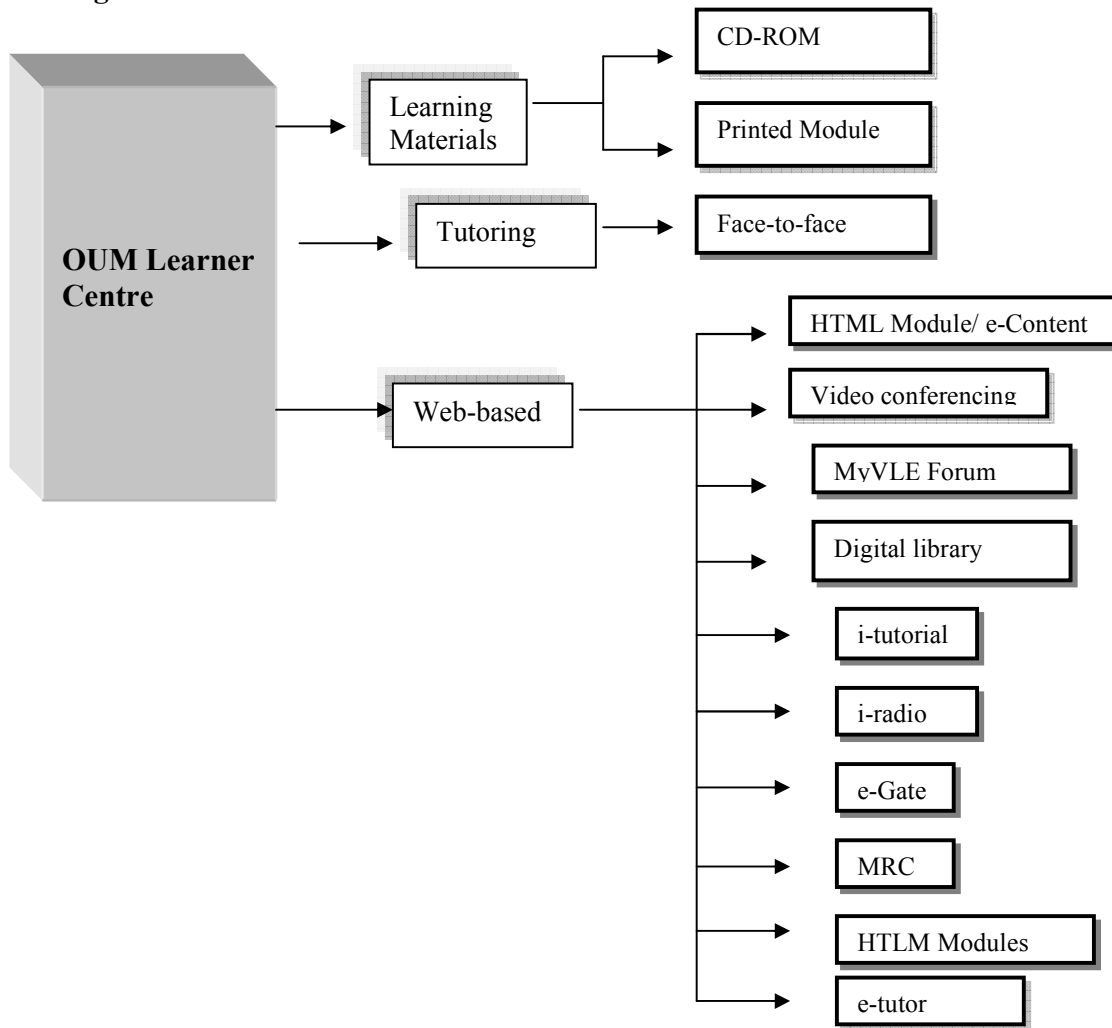 CD-ROM
Learning
Materials
Printed Module
Tutoring
Face-to-face
OUM Learner
Centre
HTML Module/ e-Content
Video conferencing
Web-based
MyVLE Forum
Digital library
i-tutorial
i-radio
e-Gate
MRC
HTLM Modules
e-tutor